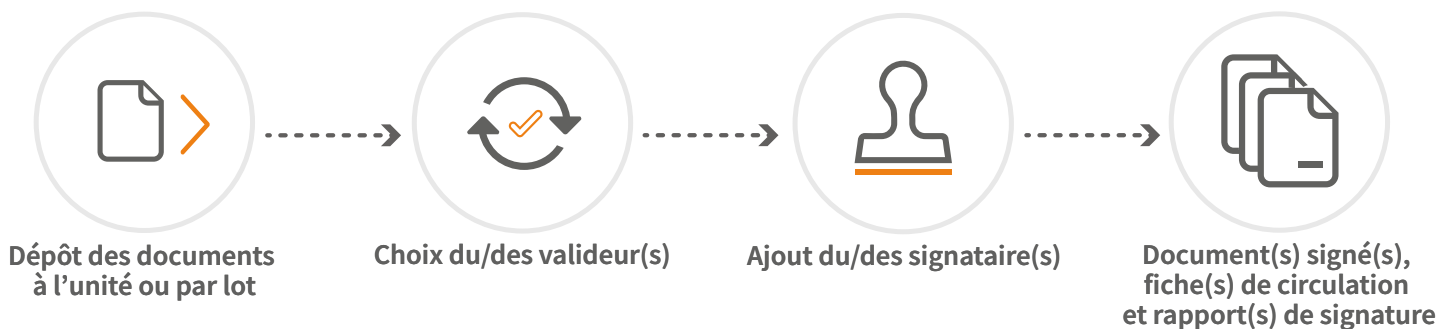 Dépôt des documents
à l’unité ou par lot
Choix du/des valideur(s)
Ajout du/des signataire(s)
Document(s) signé(s),
fiche(s) de circulation
et rapport(s) de signature